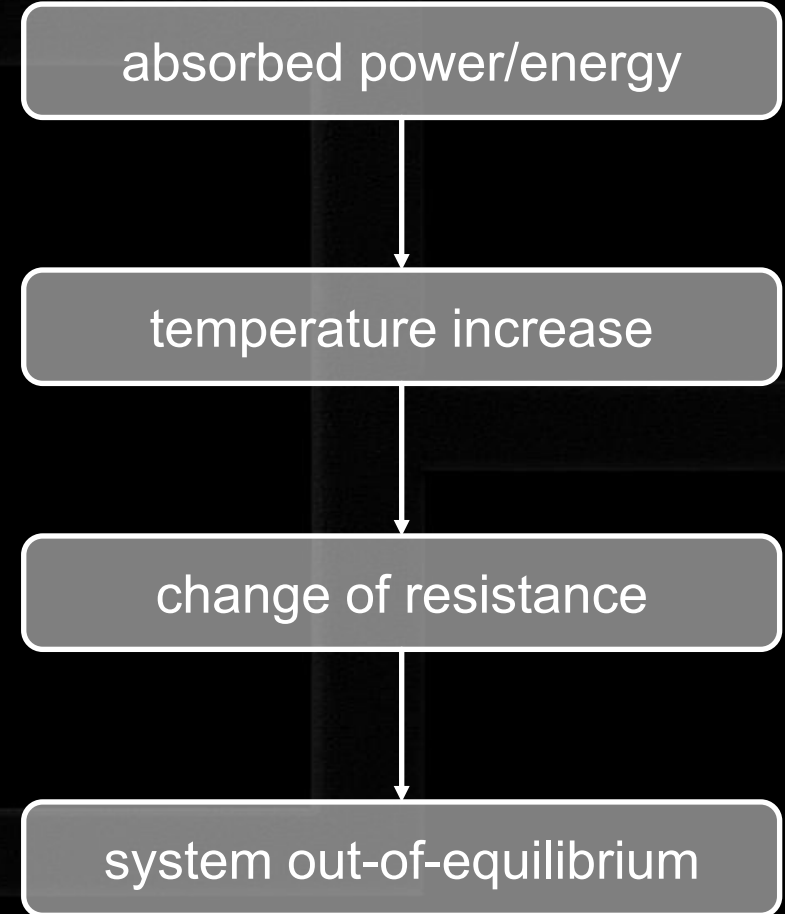 absorbed power/energy
temperature increase
change of resistance
system out-of-equilibrium